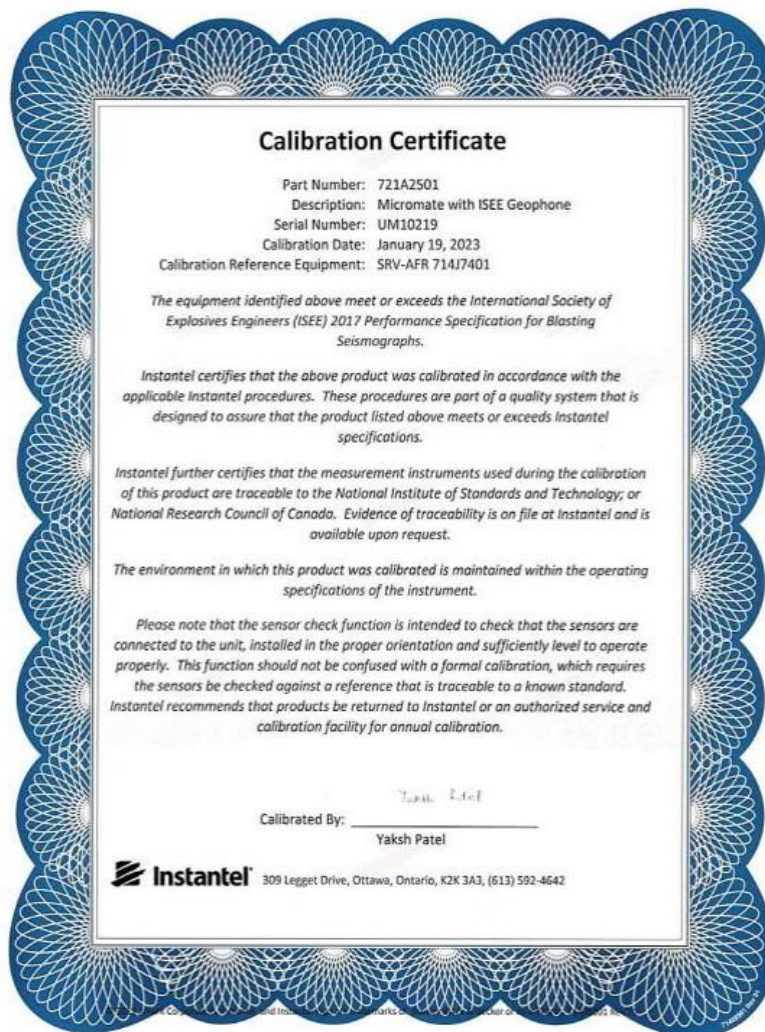 Calibration Certificate
Part Number: 721A2501
Description: Micromate with ISEE Geophone
Serial Number: UM10219
Calibration Date: January 19, 2023
Calibration Reference Equipment: SRV-AFR 714J7401
The equipment identified above meet or exceeds the International Society of
Explosives Engineers (ISEE) 2017 Performance Specification for Blasting
Seismographs.
Instantel certifies that the above product was calibrated in accordance with the
applicable Instantel procedures. These procedures are part of a quality system that is
designed to assure that the product listed above meets or exceeds Instantel
specifications.
Instantel further certifies that the measurement instruments used during the calibration
of this product are traceable to the National Institute of Standards and Technology; or
National Research Council of Canada. Evidence of traceability is on file at Instantel and is
available upon request.
The environment in which this product was calibrated is maintained within the operating
specifications of the instrument.
Please note that the sensor check function is intended to check that the sensors are
connected to the unit, installed in the proper orientation and sufficiently level to operate
properly. This function should not be confused with a formal calibration, which requires
the sensors be checked against a reference that is traceable to a known standard.
Instantel recommends that products be returned to Instantel or an authorized service and
calibration facility for annual calibration.
Calibrated By:
Yaksh Patel
Instantel 309 Legget Drive, Ottawa, Ontario, K2K 3A3, (613) 592-4642